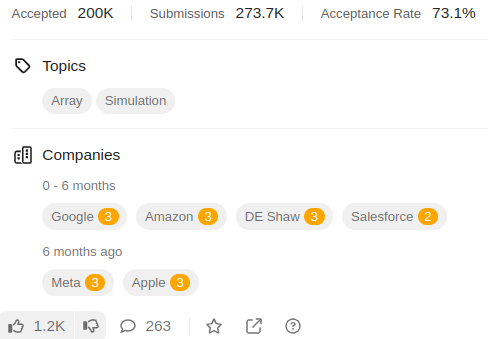 Accepted 200K Submissions 273.7K Acceptance Rate 73.1%
Topics
Array Simulation
Companies
0 - 6 months
Google 3 Amazon 3 DE Shaw 3 Salesforce 2
6 months ago
Meta 3 Apple 3
1.2K 263